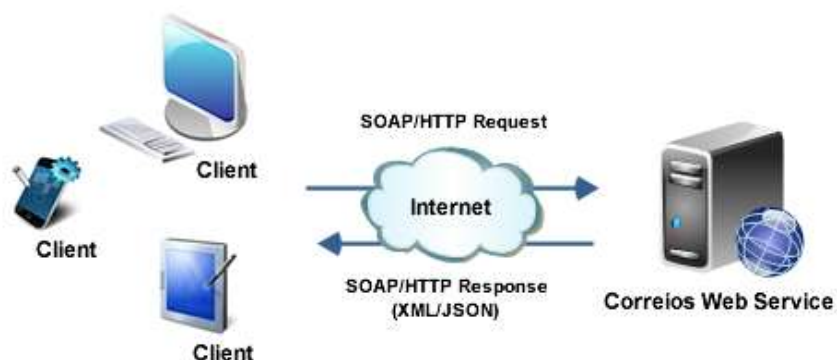 SOAP/HTTP Request
Client
Internet
Client
SOAP/HTTP Response
(XML/JSON)
Correios Web Service
Client